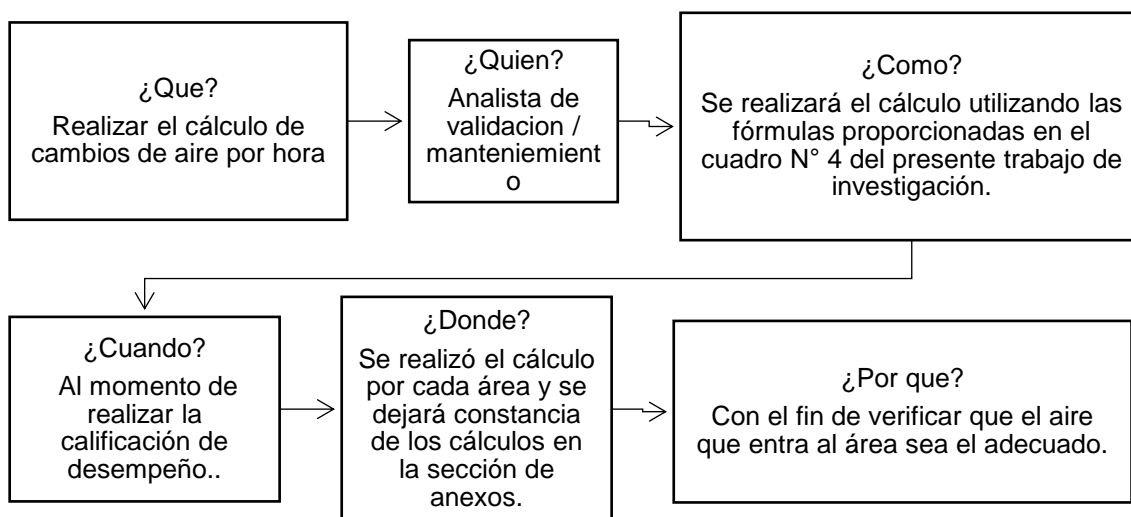 ¿Que?
Realizar el cálculo de
cambios de aire por hora
¿Quien?
Analista de
validacion /
manteniemient
o
¿Como?
Se realizará el cálculo utilizando las
fórmulas proporcionadas en el
cuadro N° 4 del presente trabajo de
investigación.
¿Cuando?
Al momento de
realizar la
calificación de
desempeño..
¿Donde?
Se realizó el cálculo
por cada área y se
dejará constancia
de los cálculos en
la sección de
anexos.
¿Por que?
Con el fin de verificar que el aire
que entra al área sea el adecuado.